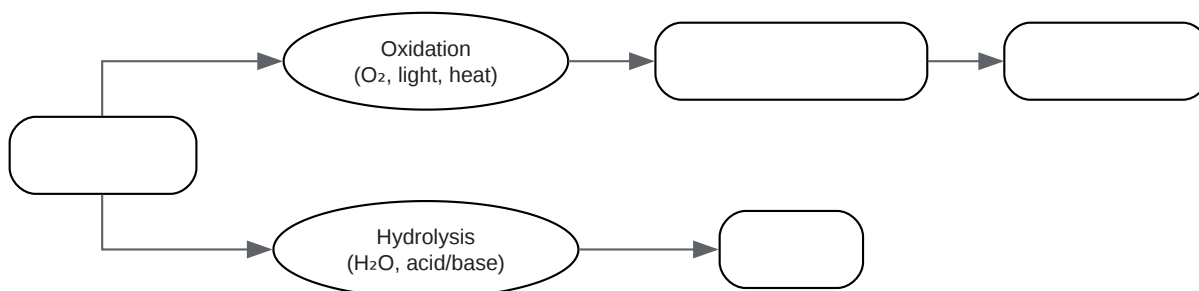 Oxidation
(O₂, light, heat)
Hydrolysis
(H₂O, acid/base)